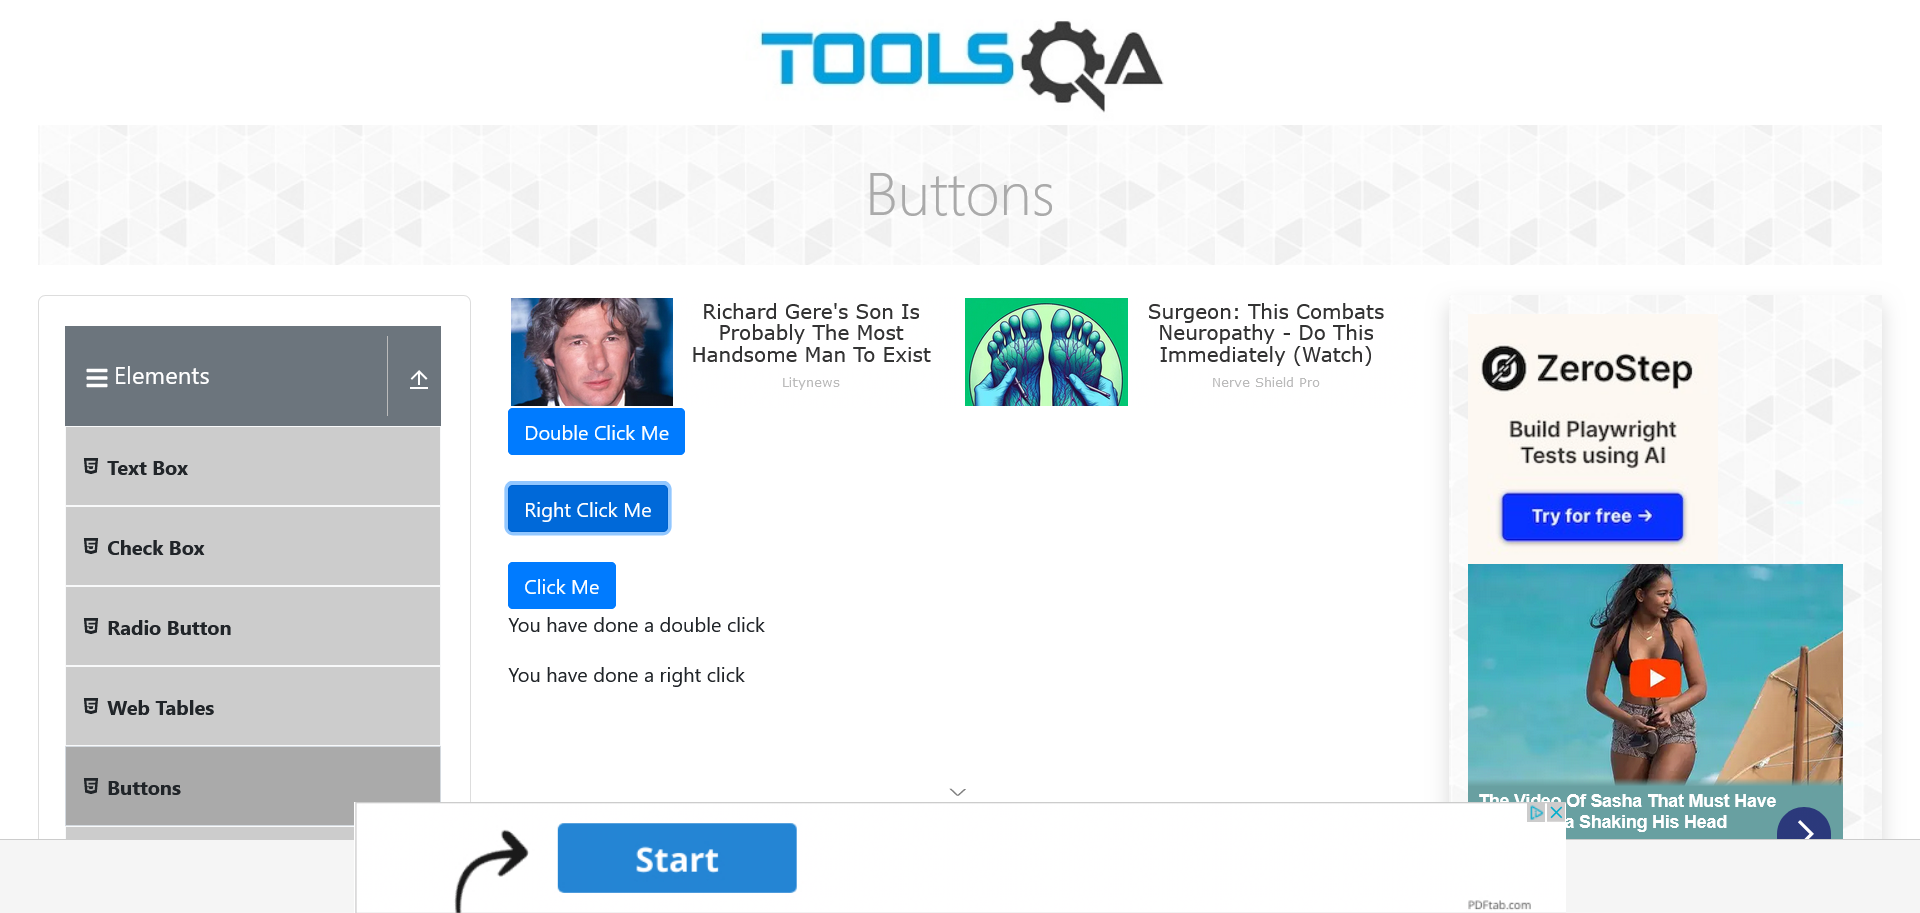 TOOLSQA
Buttons
Elements
Text Box
Check Box
Radio Button
Web Tables
Buttons
Richard Gere's Son Is
Probably The Most
Handsome Man To Exist
Litynews
Surgeon: This Combats
Neuropathy - Do This
Immediately (Watch)
Nerve Shield Pro
Double Click Me
Right Click Me
Click Me
You have done a double click
You have done a right click
ZeroStep
Build Playwright
Tests using AI
Try for free →
The Video Of Sasha That Must Have
a Shaking His Head
Start
PDFtab.com